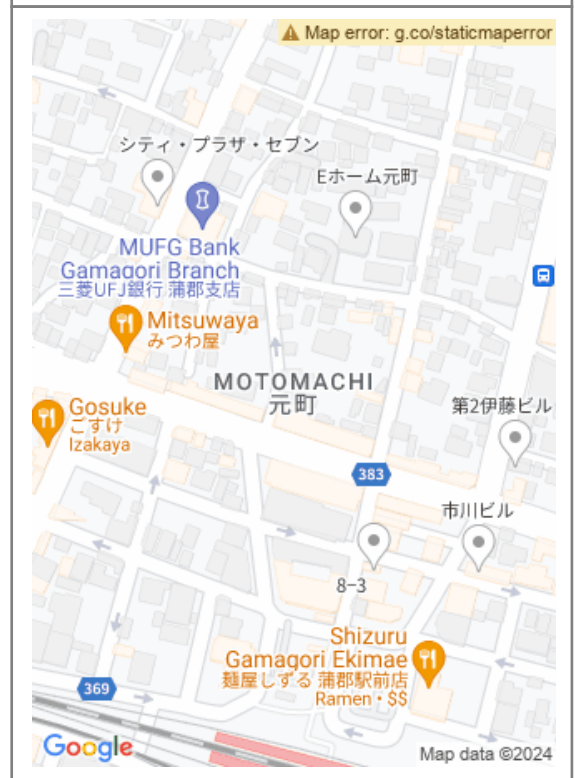 Map error: g.co/staticmaperror
シティ・プラザ・セブン
Eホーム元町
MUFG Bank
Gamagori Branch
三菱UFJ銀行 蒲郡支店
Mitsuwaya
みつわ屋
MOTOMACHI
元町
Gosuke
ごすけ
Izakaya
第2伊藤ビル
383
市川ビル
8-3
Shizuru
Gamagori Ekimae
麺屋しずる 蒲郡駅前店
Ramen・$$
369
Google
Map data ©2024